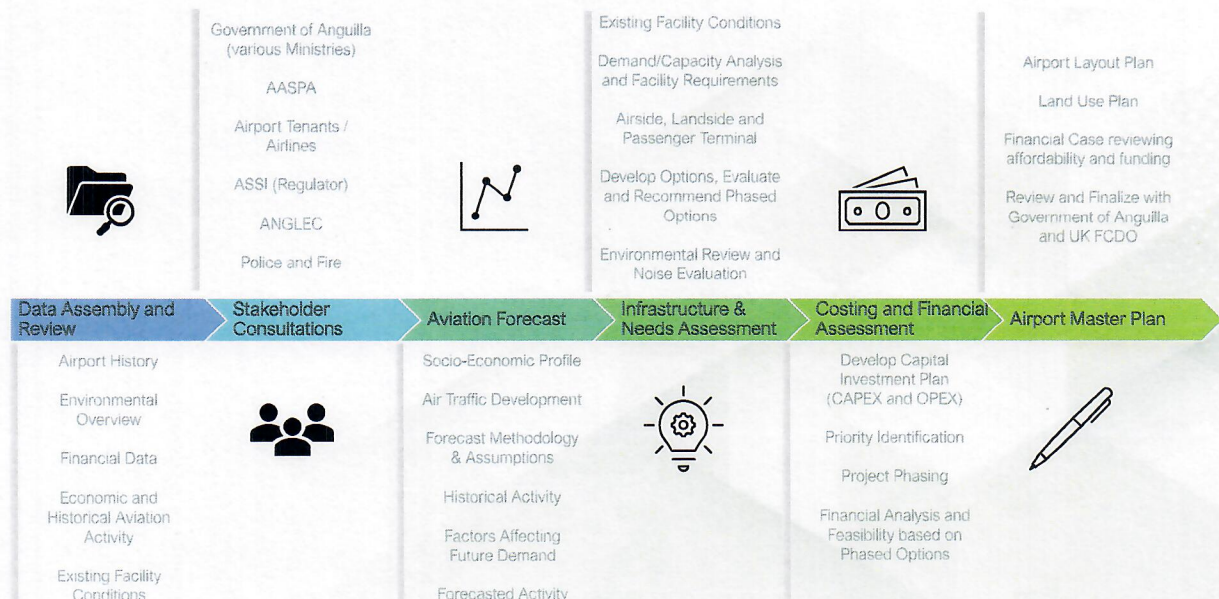 Government of Anguilla
(various Ministries)
AASPA
Airport Tenants /
Airlines
ASSI (Regulator)
ANGLEC
Police and Fire
Existing Facility Conditions
Demand/Capacity Analysis
and Facility Requirements
Airside, Landside and
Passenger Terminal
Develop Options, Evaluate
and Recommend Phased
Options
Environmental Review and
Noise Evaluation
Airport Layout Plan
Land Use Plan
Financial Case reviewing
affordability and funding
Review and Finalize with
Government of Anguilla
and UK FCDO
Data Assembly and
Review
Stakeholder
Consultations
Aviation Forecast
Infrastructure &
Needs Assessment
Costing and Financial
Assessment
Airport Master Plan
Airport History
Environmental
Overview
Financial Data
Economic and
Historical Aviation
Activity
Existing Facility
Conditions
Socio-Economic Profile
Air Traffic Development
Forecast Methodology
& Assumptions
Historical Activity
Factors Affecting
Future Demand
Forecasted Activity
Develop Capital
Investment Plan
(CAPEX and OPEX)
Priority Identification
Project Phasing
Financial Analysis and
Feasibility based on
Phased Options